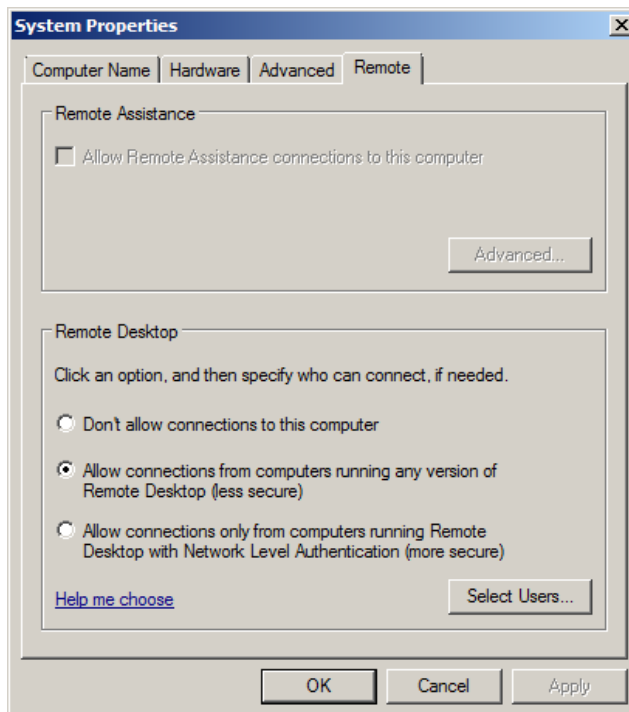 System Properties
Computer Name
Hardware
Advanced
Remote
Remote Assistance
Allow Remote Assistance connections to this computer
Advanced...
Remote Desktop
Click an option, and then specify who can connect, if needed.
Don't allow connections to this computer
Allow connections from computers running any version of
Remote Desktop (less secure)
Allow connections only from computers running Remote
Desktop with Network Level Authentication (more secure)
Help me choose
Select Users...
OK
Cancel
Apply